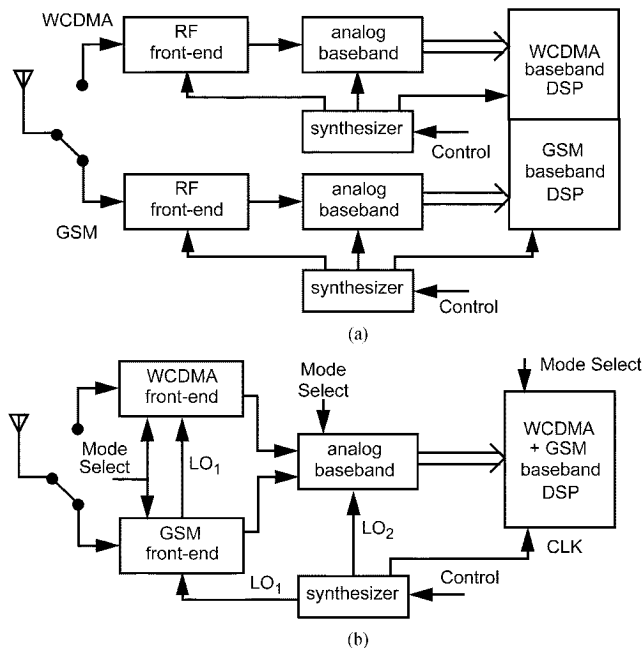 WCDMA
RF
front-end
analog
baseband
WCDMA
baseband
DSP
synthesizer
Control
GSM
RF
front-end
analog
baseband
GSM
baseband
DSP
synthesizer
Control
(a)
WCDMA
front-end
Mode
Select
Mode Select
Mode
Select
LO1
analog
baseband
WCDMA
+ GSM
baseband
DSP
GSM
front-end
LO2
CLK
LO1
synthesizer
Control
(b)